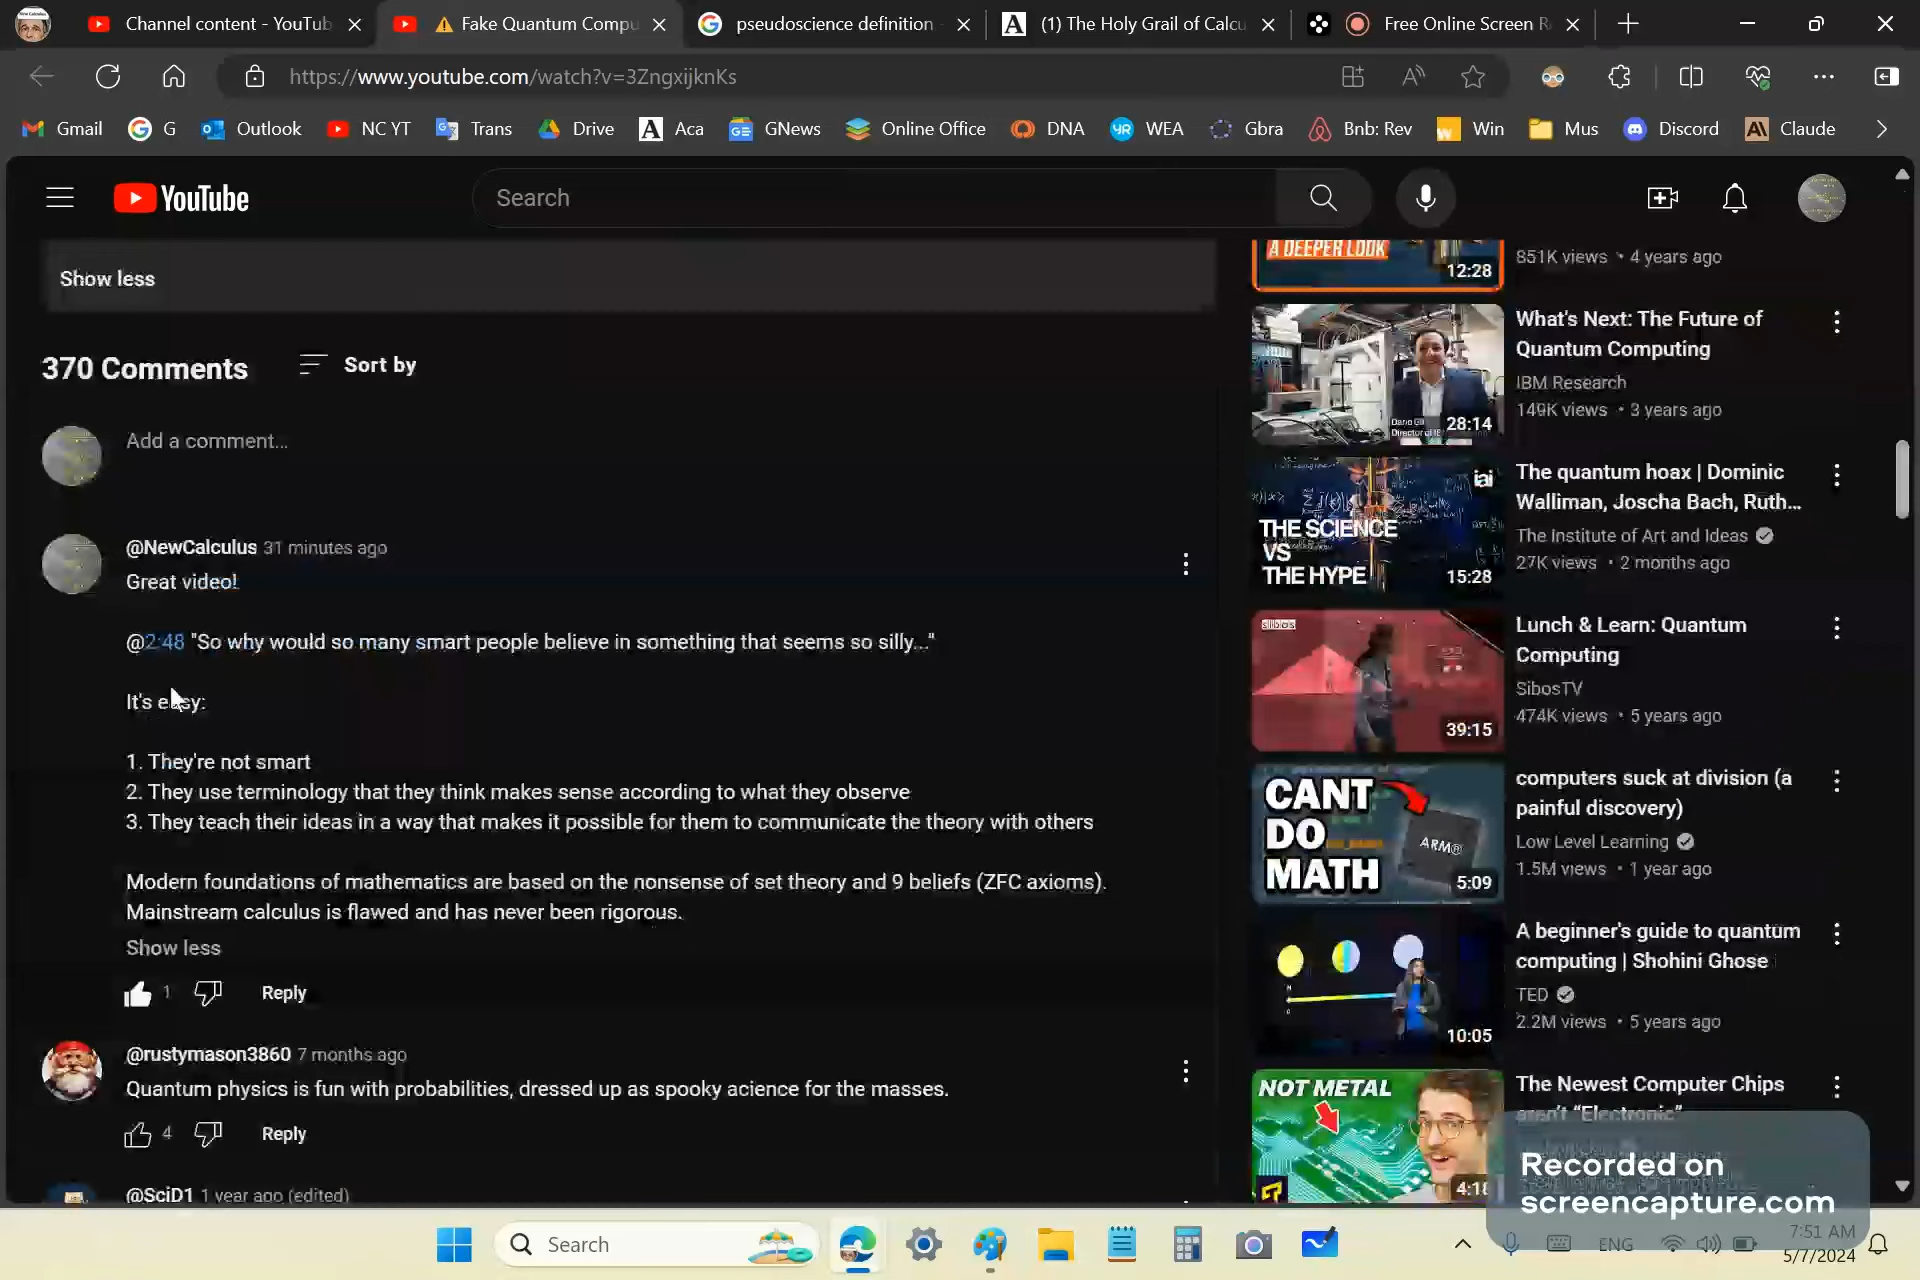 Channel content - YouTub
Fake Quantum Compu
pseudoscience definition -
(1) The Holy Grail of Calcu
Free Online Screen R
https://www.youtube.com/watch?v=3ZngxijknKs
Gmail
G
Outlook
NC YT
Trans
Drive
Aca
GNews
Online Office
DNA
WEA
Gbra
Bnb: Rev
Win
Mus
Discord
Claude
YouTube
Search
Show less
370 Comments
Sort by
Add a comment...
@NewCalculus 31 minutes ago
Great video!
@2:48 "So why would so many smart people believe in something that seems so silly..."
It's easy:
1. They're not smart
2. They use terminology that they think makes sense according to what they observe
3. They teach their ideas in a way that makes it possible for them to communicate the theory with others
Modern foundations of mathematics are based on the nonsense of set theory and 9 beliefs (ZFC axioms).
Mainstream calculus is flawed and has never been rigorous.
Show less
1
Reply
@rustymason3860 7 months ago
Quantum physics is fun with probabilities, dressed up as spooky acience for the masses.
4
Reply
@SciD1 1 year ago (edited)
A DEEPER LOOK
12:28
851K views • 4 years ago
28:14
What's Next: The Future of
Quantum Computing
IBM Research
149K views • 3 years ago
iai
THE SCIENCE
VS
THE HYPE
15:28
The quantum hoax | Dominic
Walliman, Joscha Bach, Ruth...
The Institute of Art and Ideas
27K views • 2 months ago
sibos
39:15
Lunch & Learn: Quantum
Computing
SibosTV
474K views • 5 years ago
CANT
DO
MATH
ARM®
5:09
computers suck at division (a
painful discovery)
Low Level Learning
1.5M views • 1 year ago
10:05
A beginner's guide to quantum
computing | Shohini Ghose
TED
2.2M views • 5 years ago
NOT METAL
4:18
The Newest Computer Chips
aren't "Electronic"
Recorded on
screencapture.com
Search
ENG
7:51 AM
5/7/2024